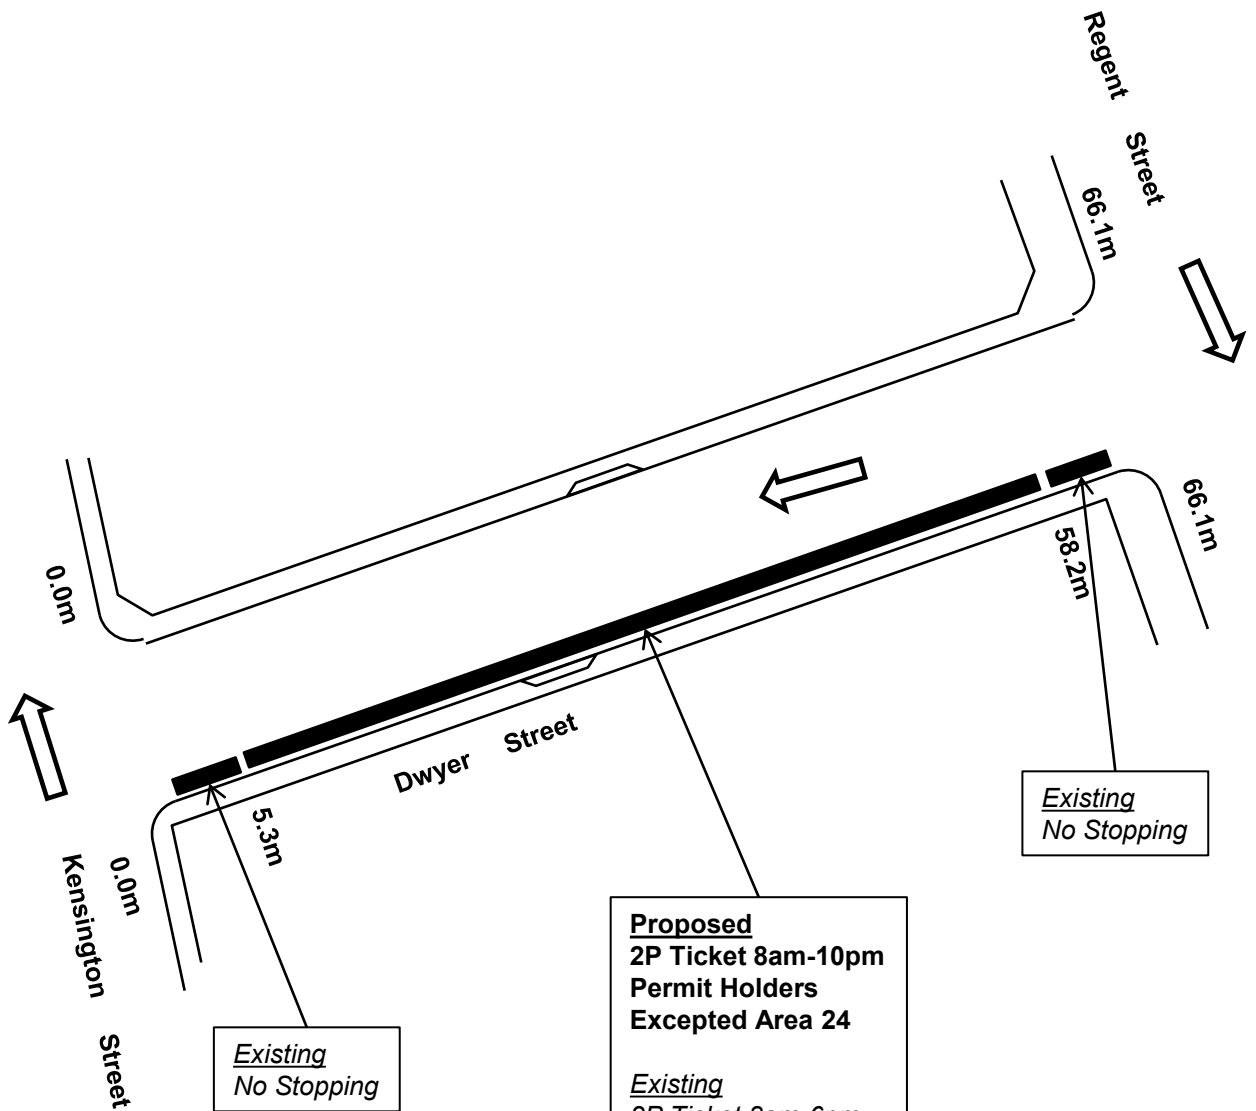 Regent Street
66.1m
66.1m
58.2m
0.0m
Dwyer Street
5.3m
0.0m
Kensington Street
Existing
No Stopping
Proposed
2P Ticket 8am-10pm
Permit Holders
Excepted Area 24
Existing
Existing
No Stopping